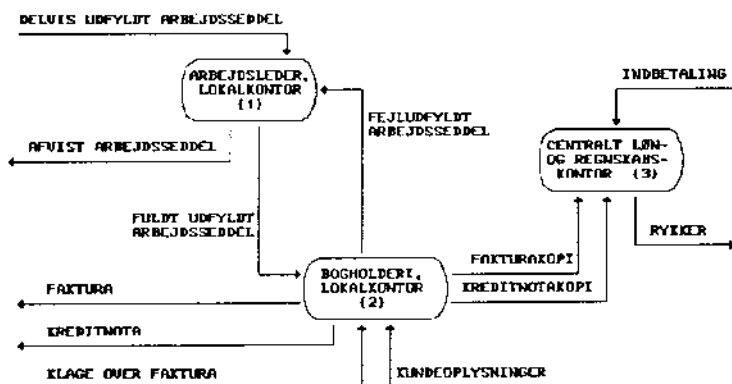 DELVIS UDFYLDT ARBEJDSSEDDEL
ARBEJDSLEDER,
LOKALKONTOR
(1)
INDBETALING
FEJLUDFYLDT
ARBEJDSSEDDEL
AFVIST ARBEJDSSEDDEL
CENTRALT LØN-
OG REGNSKABS-
KONTOR (3)
FULDT UDFYLDT
ARBEJDSSEDDEL
RYKKER
FAKTURAKOPI
BOGHOLDERI,
LOKALKONTOR
(2)
KREDITNOTAKOPI
FAKTURA
KREDITNOTA
KLAGE OVER FAKTURA
KUNDEOPLYSNINGER